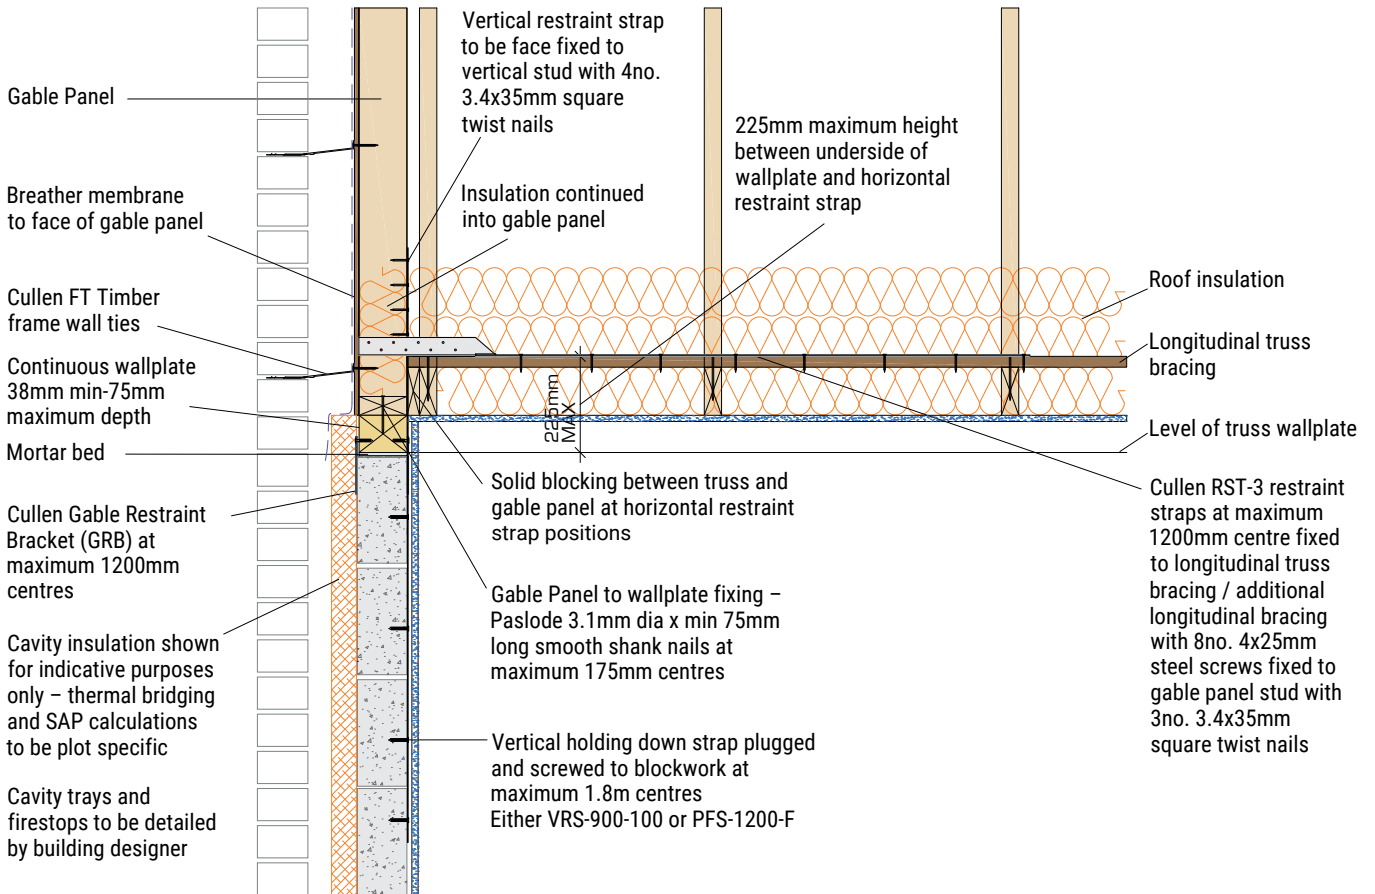 Gable Panel
Breather membrane
to face of gable panel
Cullen FT Timber
frame wall ties
Continuous wallplate
38mm min-75mm
maximum depth
Mortar bed
Cullen Gable Restraint
Bracket (GRB) at
maximum 1200mm
centres
Cavity insulation shown
for indicative purposes
only – thermal bridging
and SAP calculations
to be plot specific
Cavity trays and
firestops to be detailed
by building designer
Vertical restraint strap
to be face fixed to
vertical stud with 4no.
3.4x35mm square
twist nails
Insulation continued
into gable panel
225mm maximum height
between underside of
wallplate and horizontal
restraint strap
225mm
MAX
Solid blocking between truss and
gable panel at horizontal restraint
strap positions
Gable Panel to wallplate fixing –
Paslode 3.1mm dia x min 75mm
long smooth shank nails at
maximum 175mm centres
Vertical holding down strap plugged
and screwed to blockwork at
maximum 1.8m centres
Either VRS-900-100 or PFS-1200-F
Roof insulation
Longitudinal truss
bracing
Level of truss wallplate
Cullen RST-3 restraint
straps at maximum
1200mm centre fixed
to longitudinal truss
bracing / additional
longitudinal bracing
with 8no. 4x25mm
steel screws fixed to
gable panel stud with
3no. 3.4x35mm
square twist nails